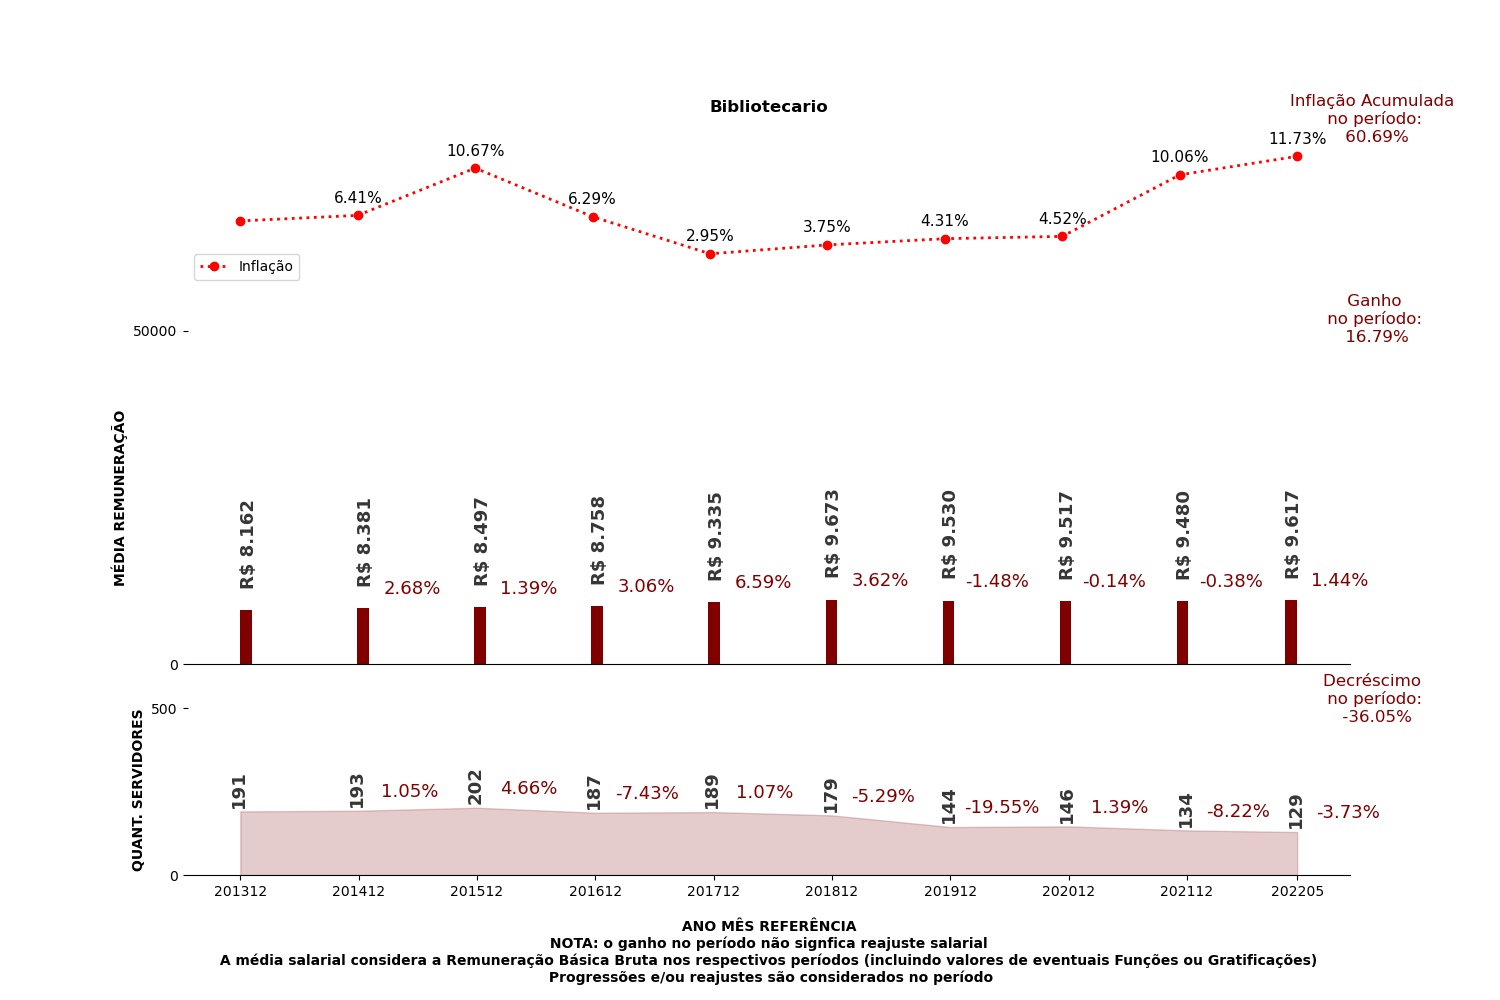 Bibliotecario
Inflação Acumulada
no período:
60.69%
6.41%
10.67%
6.29%
2.95%
3.75%
4.31%
4.52%
10.06%
11.73%
Inflação
Ganho
no período:
16.79%
50000
0
MÉDIA REMUNERAÇÃO
R$ 8.162
R$ 8.381
R$ 8.497
R$ 8.758
R$ 9.335
R$ 9.673
R$ 9.530
R$ 9.517
R$ 9.480
R$ 9.617
2.68%
1.39%
3.06%
6.59%
3.62%
-1.48%
-0.14%
-0.38%
1.44%
Decréscimo
no período:
-36.05%
500
0
QUANT. SERVIDORES
191
193
202
187
189
179
144
146
134
129
1.05%
4.66%
-7.43%
1.07%
-5.29%
-19.55%
1.39%
-8.22%
-3.73%
201312
201412
201512
201612
201712
201812
201912
202012
202112
202205
ANO MÊS REFERÊNCIA
NOTA: o ganho no período não signfica reajuste salarial
A média salarial considera a Remuneração Básica Bruta nos respectivos períodos (incluindo valores de eventuais Funções ou Gratificações)
Progressões e/ou reajustes são considerados no período